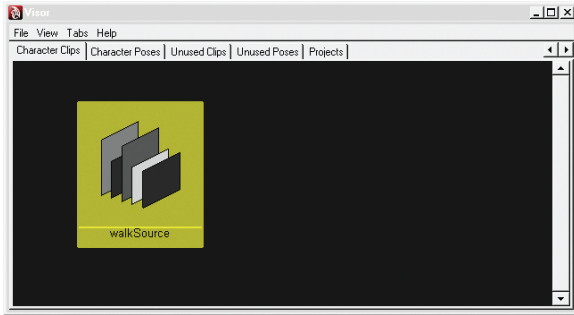 Visor
File View Tabs Help
Character Clips Character Poses Unused Clips Unused Poses Projects
walkSource